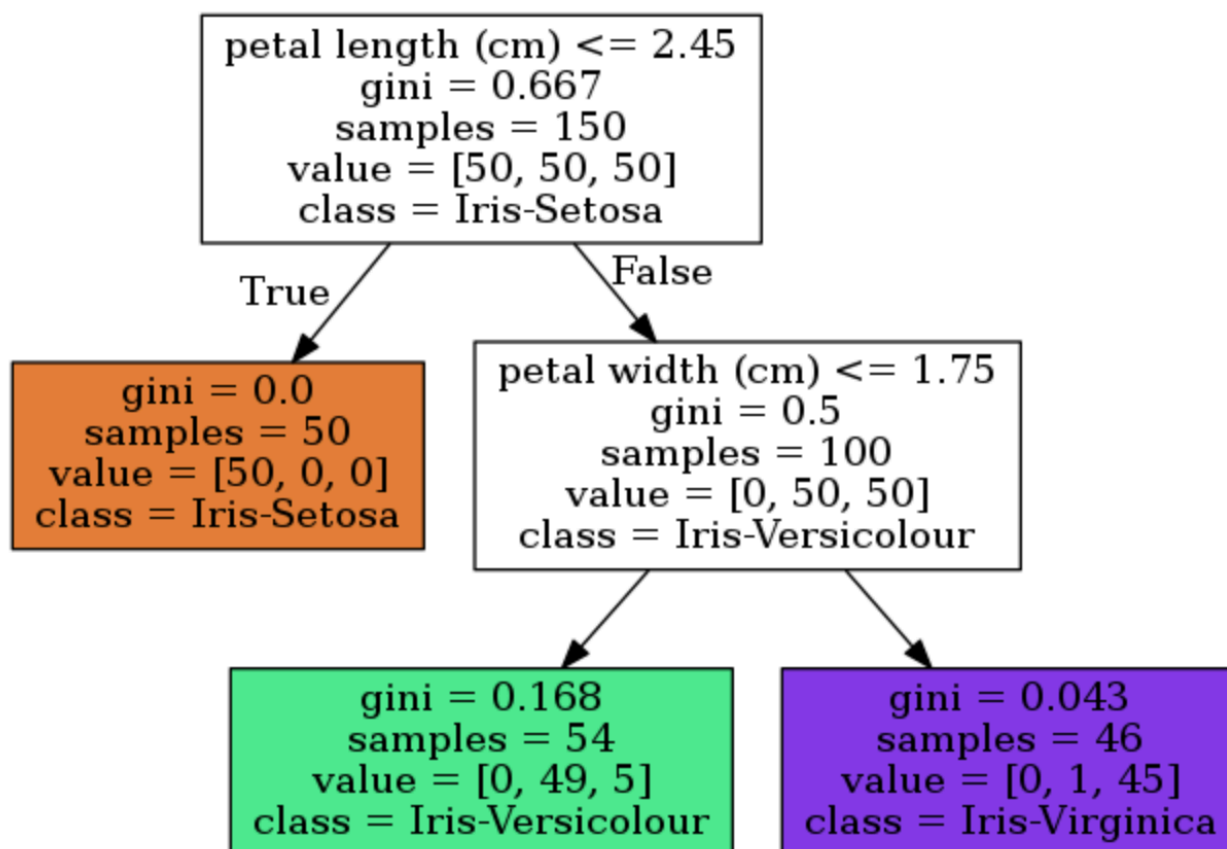 petal length (cm) <= 2.45
gini = 0.667
samples = 150
value = [50, 50, 50]
class = Iris-Setosa
True
False
gini = 0.0
samples = 50
value = [50, 0, 0]
class = Iris-Setosa
petal width (cm) <= 1.75
gini = 0.5
samples = 100
value = [0, 50, 50]
class = Iris-Versicolour
gini = 0.168
samples = 54
value = [0, 49, 5]
class = Iris-Versicolour
gini = 0.043
samples = 46
value = [0, 1, 45]
class = Iris-Virginica